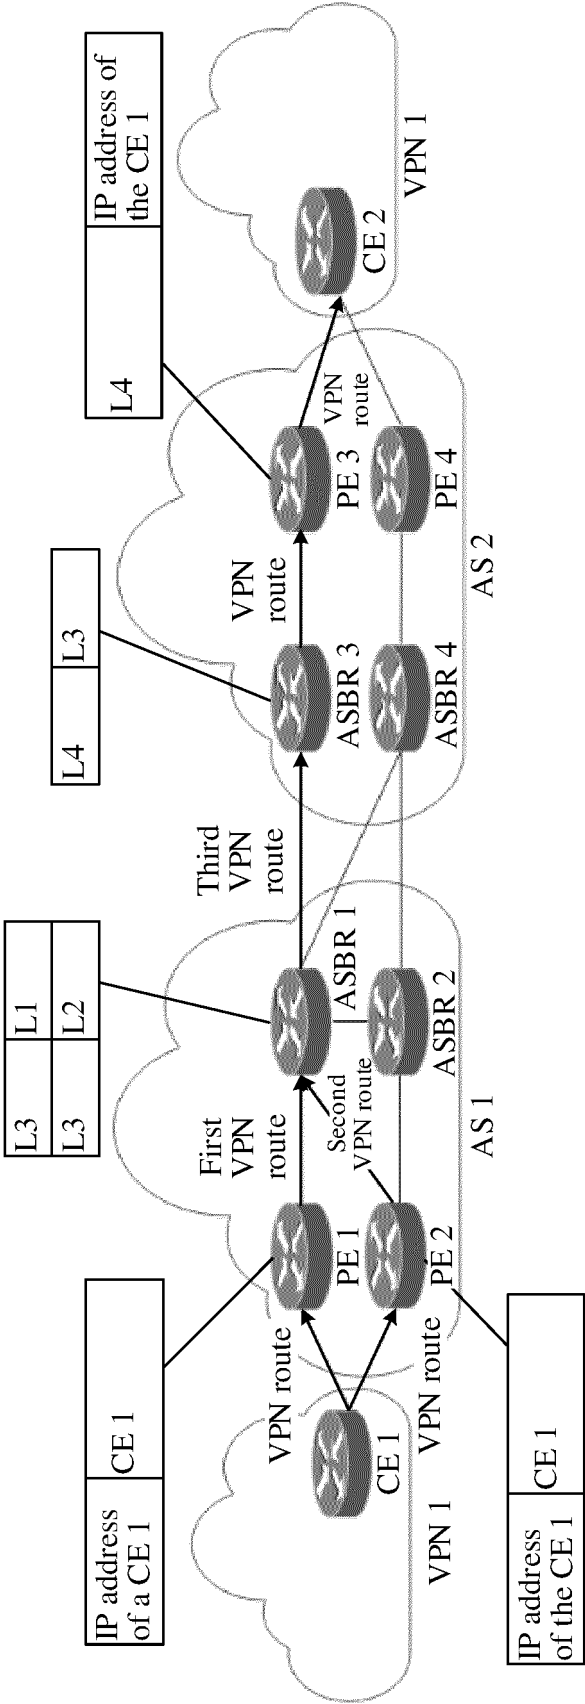 IP address
of a CE 1
CE 1
L3
L1
L3
L2
L4
L3
L4
IP address of
the CE 1
VPN route
First
VPN
route
Third
VPN
route
VPN
route
VPN
route
PE 1
ASBR 1
ASBR 3
PE 3
Second
VPN route
CE 1
CE 2
VPN 1
VPN route
PE 2
ASBR 2
ASBR 4
PE 4
VPN 1
AS 1
AS 2
IP address
of the CE 1
CE 1